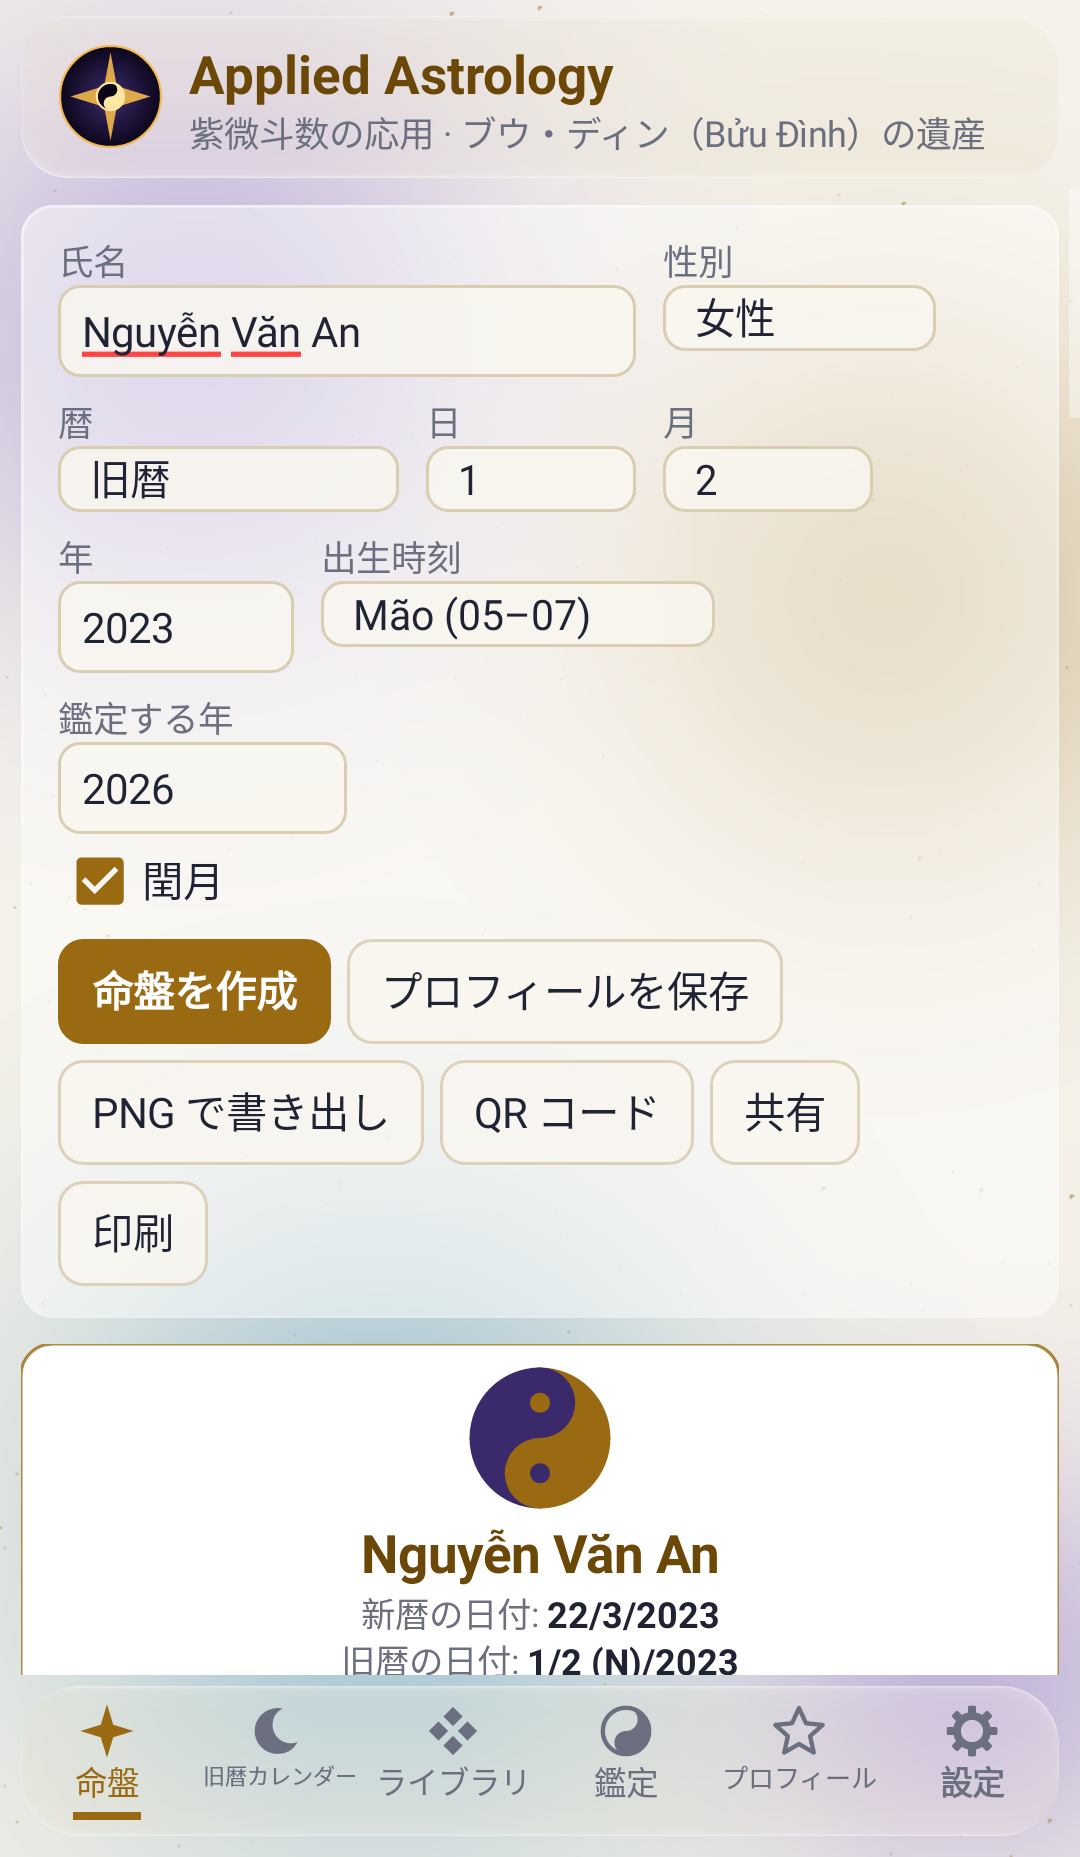 Applied Astrology
紫微斗数の応用 · ブウ・ディン（Bửu Đình）の遺産
氏名
性別
Nguyễn Văn An
女性
暦
日
月
旧暦
1
2
年
出生時刻
2023
Mão (05–07)
鑑定する年
2026
閏月
命盤を作成
プロフィールを保存
PNG で書き出し
QR コード
共有
印刷
Nguyễn Văn An
新暦の日付: 22/3/2023
旧暦の日付: 1/2 (N)/2023
命盤
旧暦カレンダー
ライブラリ
鑑定
プロフィール
設定